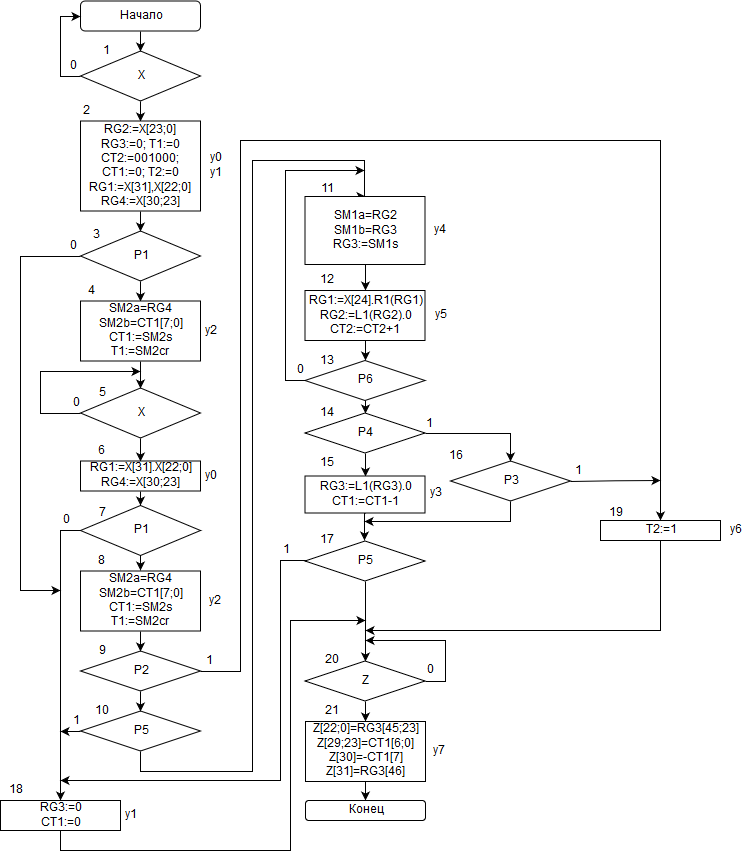 Начало
1
0
X
2
RG2:=X[23;0]
RG3:=0; T1:=0
CT2:=001000;
CT1:=0; T2:=0
RG1:=X[31],X[22;0]
RG4:=X[30;23]
y0
y1
3
0
P1
4
SM2a=RG4
SM2b=CT1[7;0]
CT1:=SM2s
T1:=SM2cr
y2
5
0
X
6
RG1:=X[31].X[22;0]
RG4:=X[30;23]
y0
7
0
P1
8
SM2a=RG4
SM2b=CT1[7;0]
CT1:=SM2s
T1:=SM2cr
y2
9
P2
1
10
1
P5
18
RG3:=0
CT1:=0
y1
11
SM1a=RG2
SM1b=RG3
RG3:=SM1s
y4
12
RG1:=X[24].R1(RG1)
RG2:=L1(RG2).0
CT2:=CT2+1
y5
13
0
P6
14
P4
1
15
RG3:=L1(RG3).0
CT1:=CT1-1
y3
16
P3
1
17
1
P5
19
T2:=1
y6
20
Z
0
21
Z[22;0]=RG3[45;23]
Z[29;23]=CT1[6;0]
Z[30]=-CT1[7]
Z[31]=RG3[46]
y7
Конец